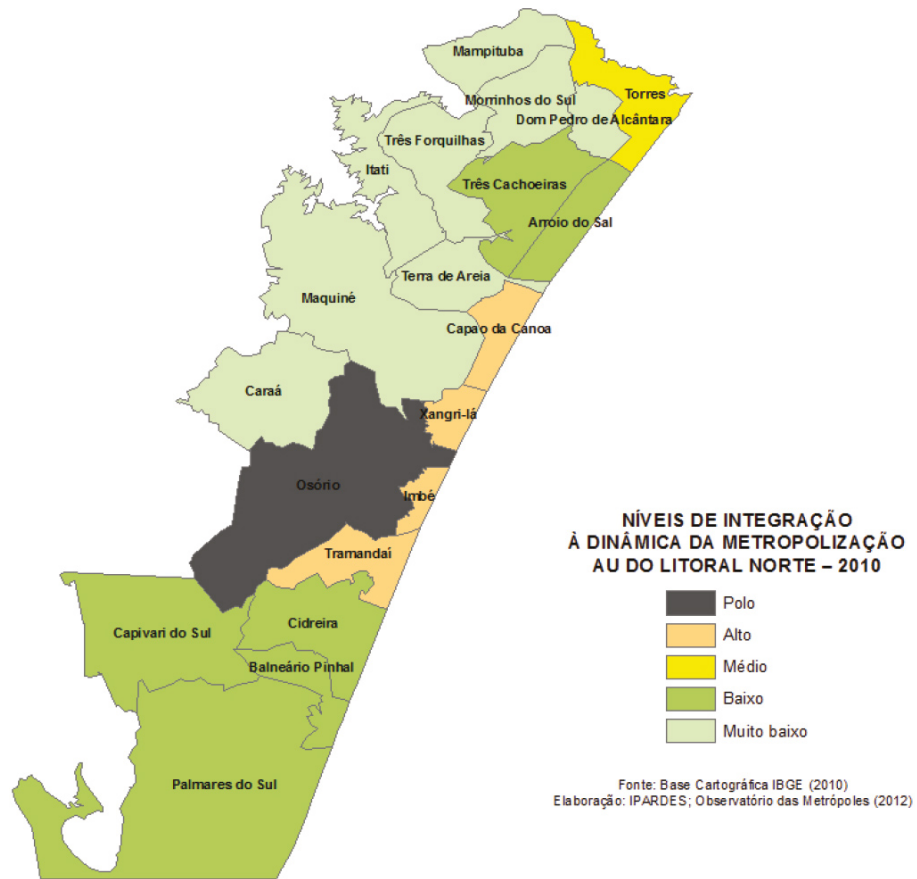 Mampituba
Torres
Morrinhos do Sul
Dom Pedro de Alcântara
Três Forquilhas
Itati
Três Cachoeiras
Arroio do Sal
Terra de Areia
Maquiné
Capao da Canoa
Caraá
Xangri-lá
Osório
Imbé
Tramandaí
Capivari do Sul
Cidreira
Balneário Pinhal
Palmares do Sul
NÍVEIS DE INTEGRAÇÃO
À DINÂMICA DA METROPOLIZAÇÃO
AU DO LITORAL NORTE – 2010
Polo
Alto
Médio
Baixo
Muito baixo
Fonte: Base Cartográfica IBGE (2010)
Elaboração: IPARDES; Observatório das Metrópoles (2012)